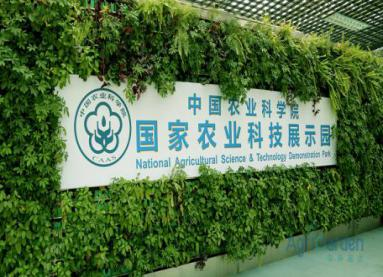 中国农业科学院
国家农业科技展示园
National Agricultural Science & Technology Demonstration Park
中国农业科学院
CAAS
AgriGarden